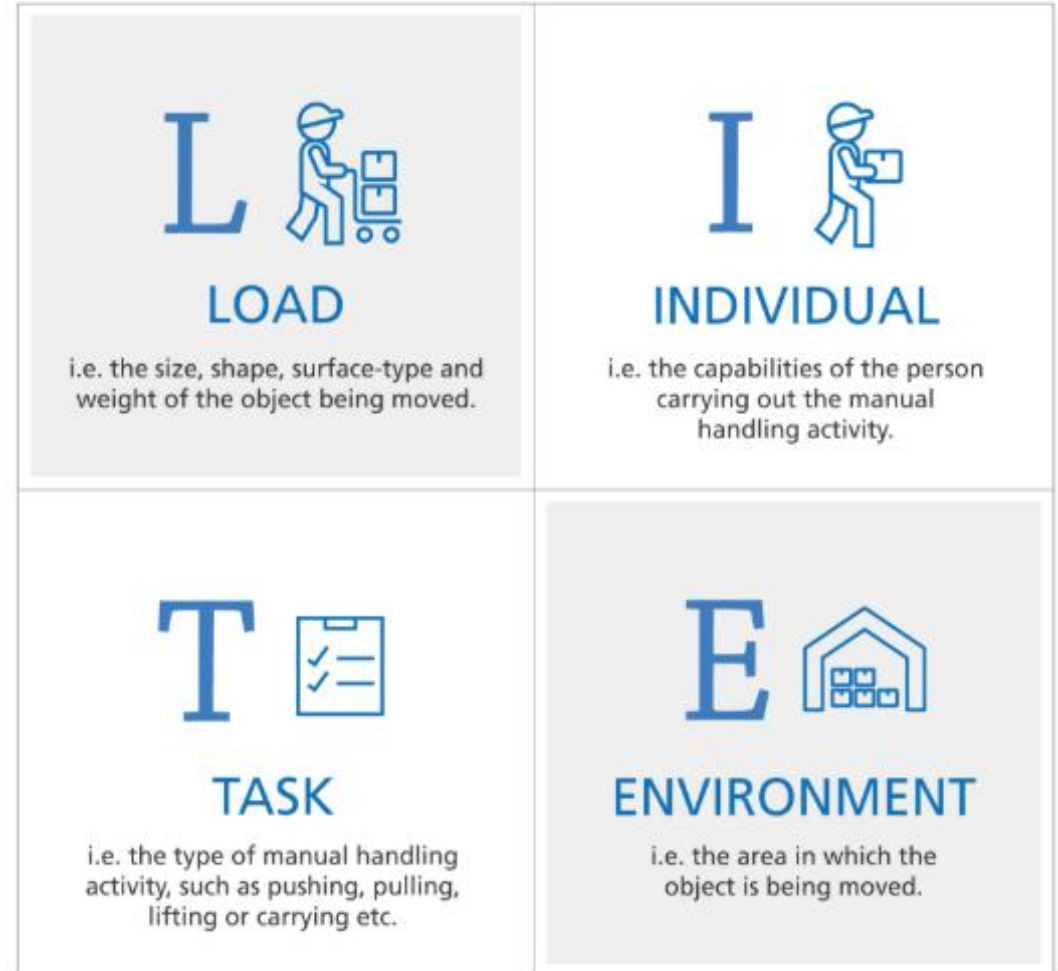 L
LOAD
i.e. the size, shape, surface-type and
weight of the object being moved.
I
INDIVIDUAL
i.e. the capabilities of the person
carrying out the manual
handling activity.
T
TASK
i.e. the type of manual handling
activity, such as pushing, pulling,
lifting or carrying etc.
E
ENVIRONMENT
i.e. the area in which the
object is being moved.